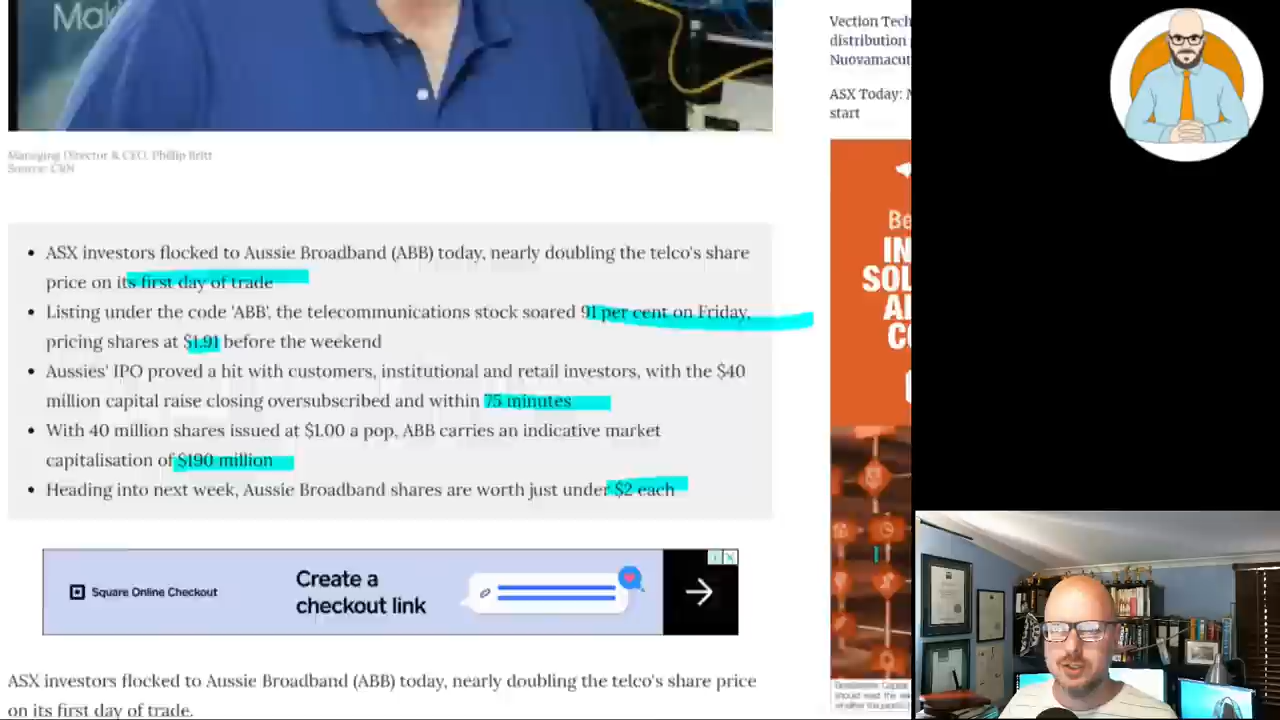 Mak
Managing Director & CEO, Phillip Britt
Source: CNN
ASX investors flocked to Aussie Broadband (ABB) today, nearly doubling the telco's share
price on its first day of trade
Listing under the code 'ABB', the telecommunications stock soared 91 per cent on Friday,
pricing shares at $1.91 before the weekend
Aussies' IPO proved a hit with customers, institutional and retail investors, with the $40
million capital raise closing oversubscribed and within 75 minutes
With 40 million shares issued at $1.00 a pop, ABB carries an indicative market
capitalisation of $190 million
Heading into next week, Aussie Broadband shares are worth just under $2 each
Square Online Checkout
Create a
checkout link
ASX investors flocked to Aussie Broadband (ABB) today, nearly doubling the telco's share price
on its first day of trade.
Vection Tech
distribution
Nuovamacut
ASX Today: M
start
Be
IN
SOL
AI
CO